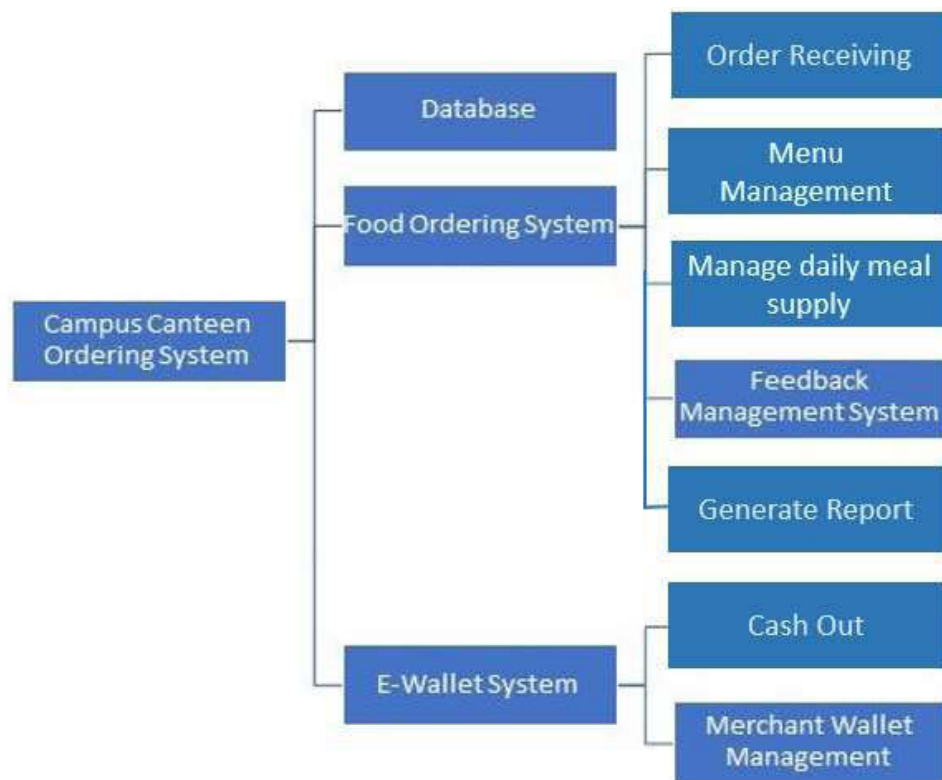 Campus Canteen
Ordering System
Database
Food Ordering System
E-Wallet System
Order Receiving
Menu
Management
Manage daily meal
supply
Feedback
Management System
Generate Report
Cash Out
Merchant Wallet
Management